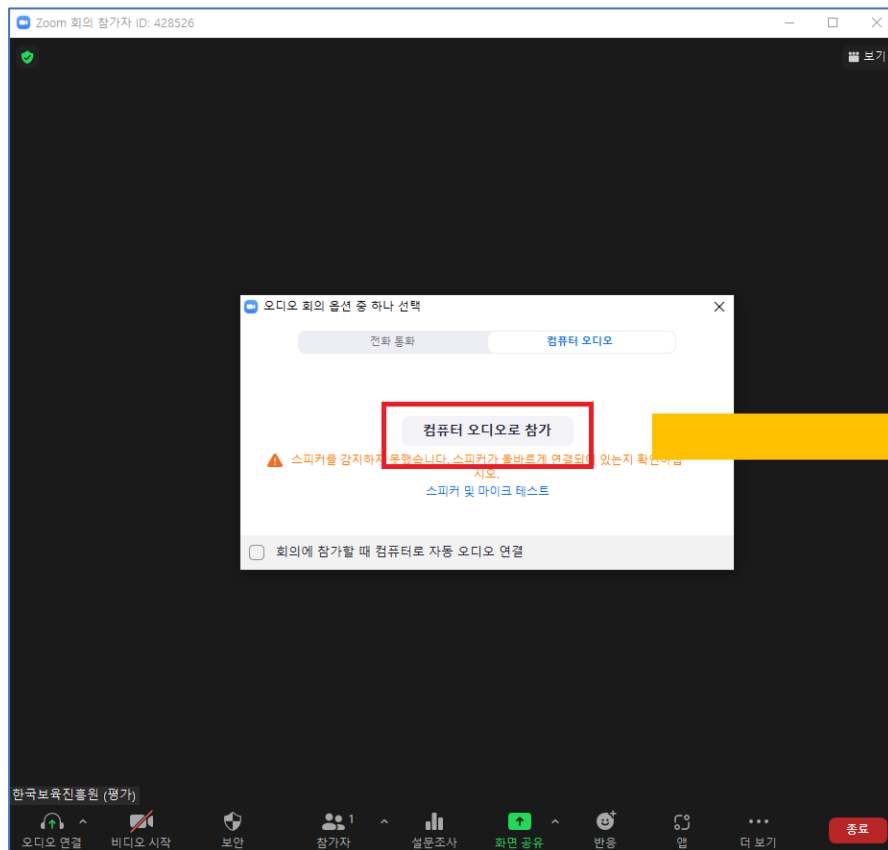 Zoom 회의 참가자 ID: 428526
보기
오디오 회의 옵션 중 하나 선택
전화 통화
컴퓨터 오디오
컴퓨터 오디오로 참가
스피커를 감지하지 못했습니다. 스피커가 올바르게 연결되어 있는지 확인하십
시오.
스피커 및 마이크 테스트
회의에 참가할 때 컴퓨터로 자동 오디오 연결
한국보육진흥원 (평가)
1
오디오 연결
비디오 시작
보안
참가자
설문조사
화면 공유
반응
앱
더 보기
종료